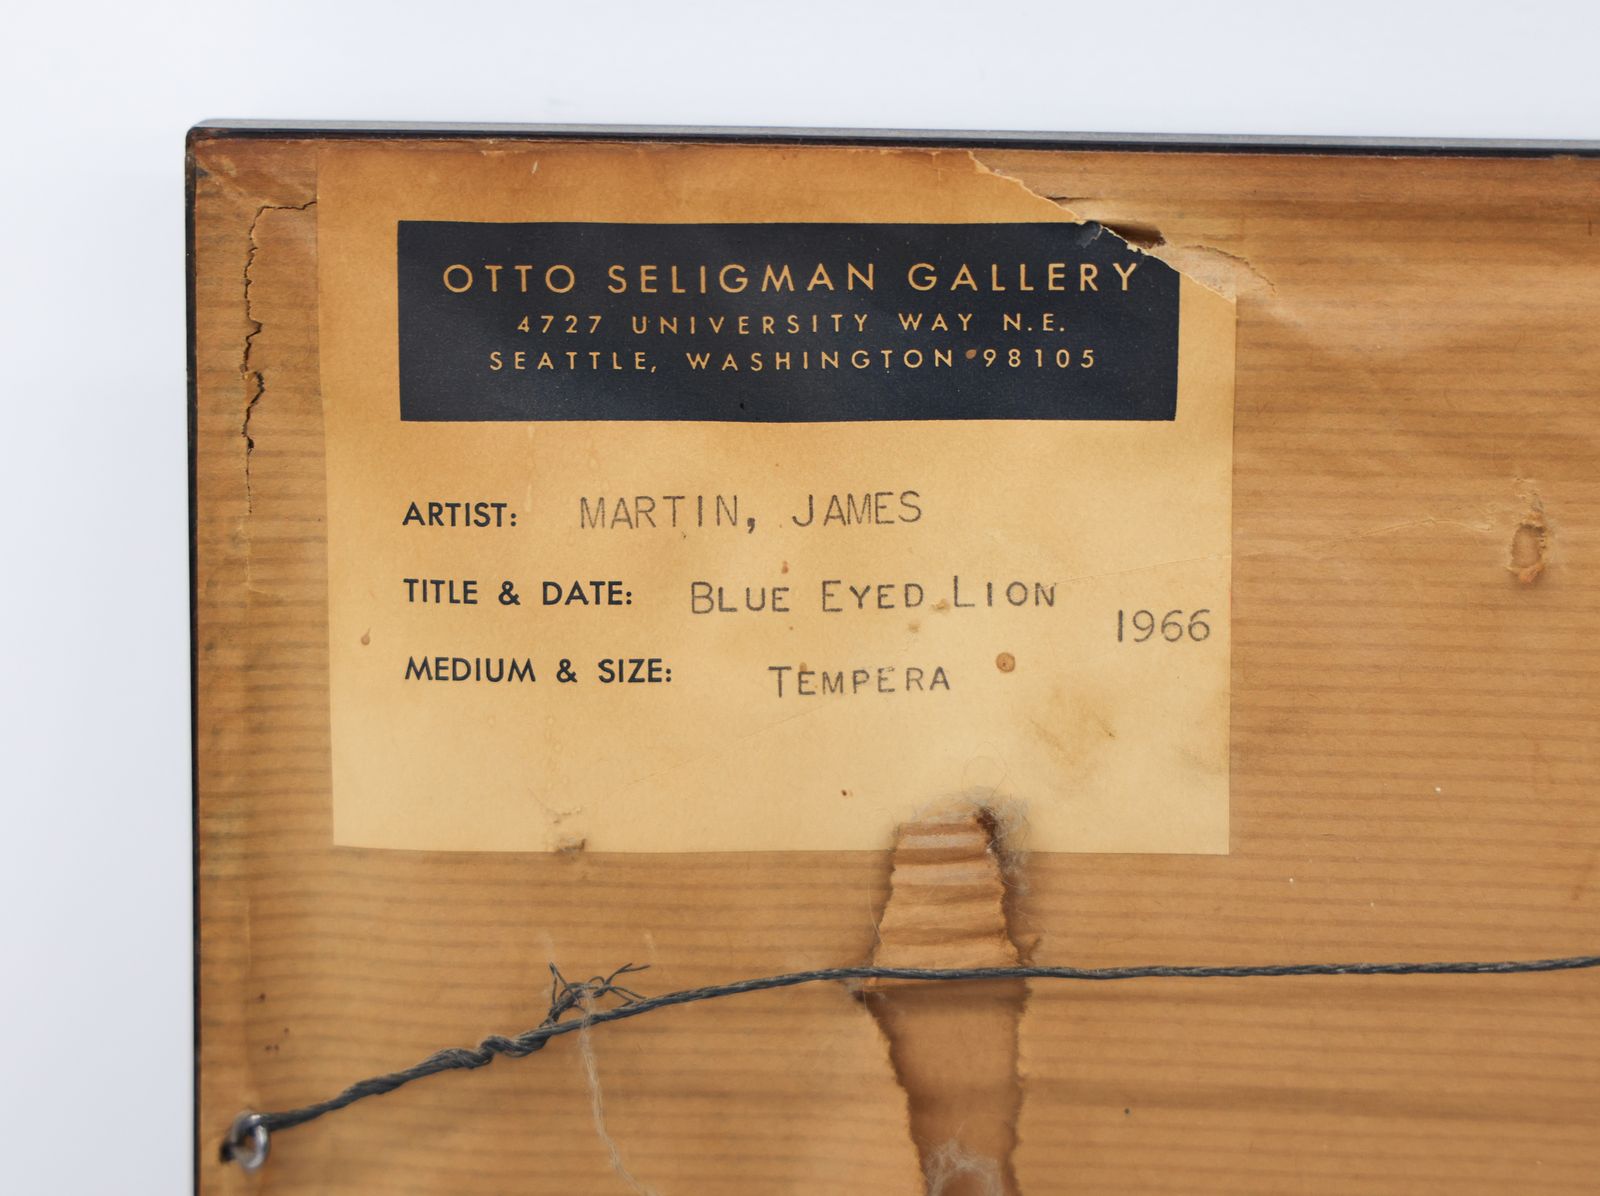 OTTO SELIGMAN GALLERY
4727 UNIVERSITY WAY N.E.
SEATTLE, WASHINGTON 98105
ARTIST: MARTIN, JAMES
TITLE & DATE: BLUE EYED LION
1966
MEDIUM & SIZE: TEMPERA